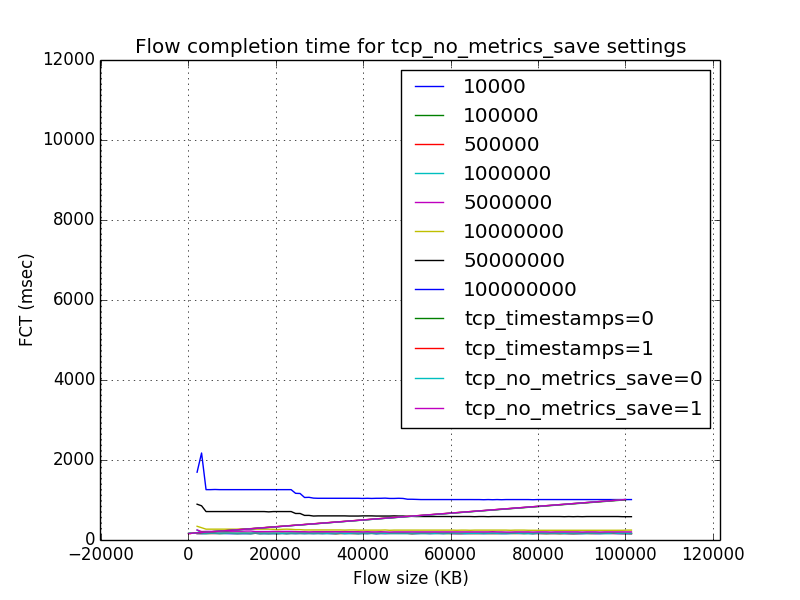 Flow completion time for tcp_no_metrics_save settings
12000
10000
8000
6000
4000
2000
0
FCT (msec)
10000
100000
500000
1000000
5000000
10000000
50000000
100000000
tcp_timestamps=0
tcp_timestamps=1
tcp_no_metrics_save=0
tcp_no_metrics_save=1
−20000 0 20000 40000 60000 80000 100000 120000
Flow size (KB)